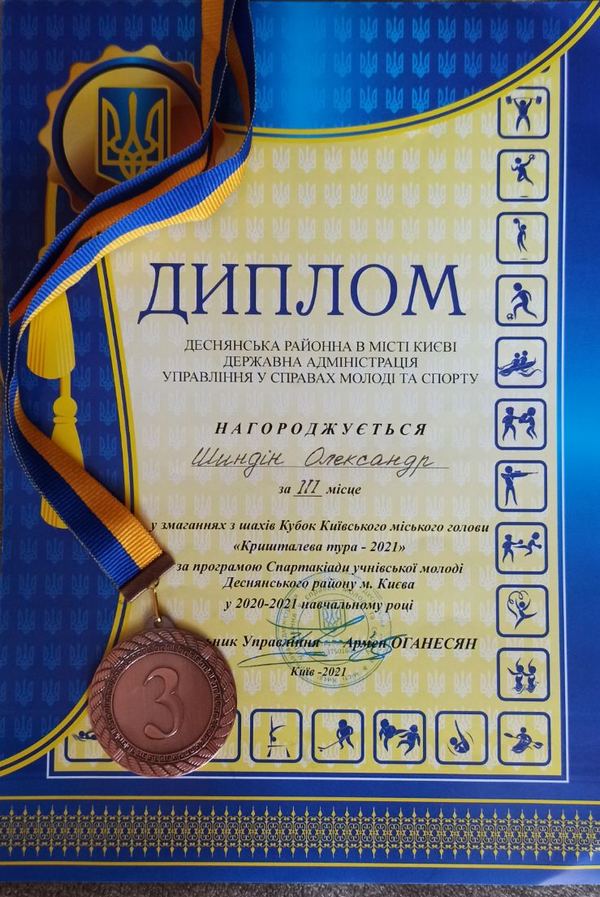 ДИПЛОМ
ДЕСНЯНСЬКА РАЙОННА В МІСТІ КИЄВІ
ДЕРЖАВНА АДМІНІСТРАЦІЯ
УПРАВЛІННЯ У СПРАВАХ МОЛОДІ ТА СПОРТУ
НАГОРОДЖУЄТЬСЯ
Шиндін Олександр
за III місце
у змаганнях з шахів Кубок Київського міського голови
«Кришталева тура - 2021»
за програмою Спартакіади учнівської молоді
Деснянського району м. Києва
у 2020-2021 навчальному році
Управління Армен ОГАНЕСЯН
Київ -2021
3